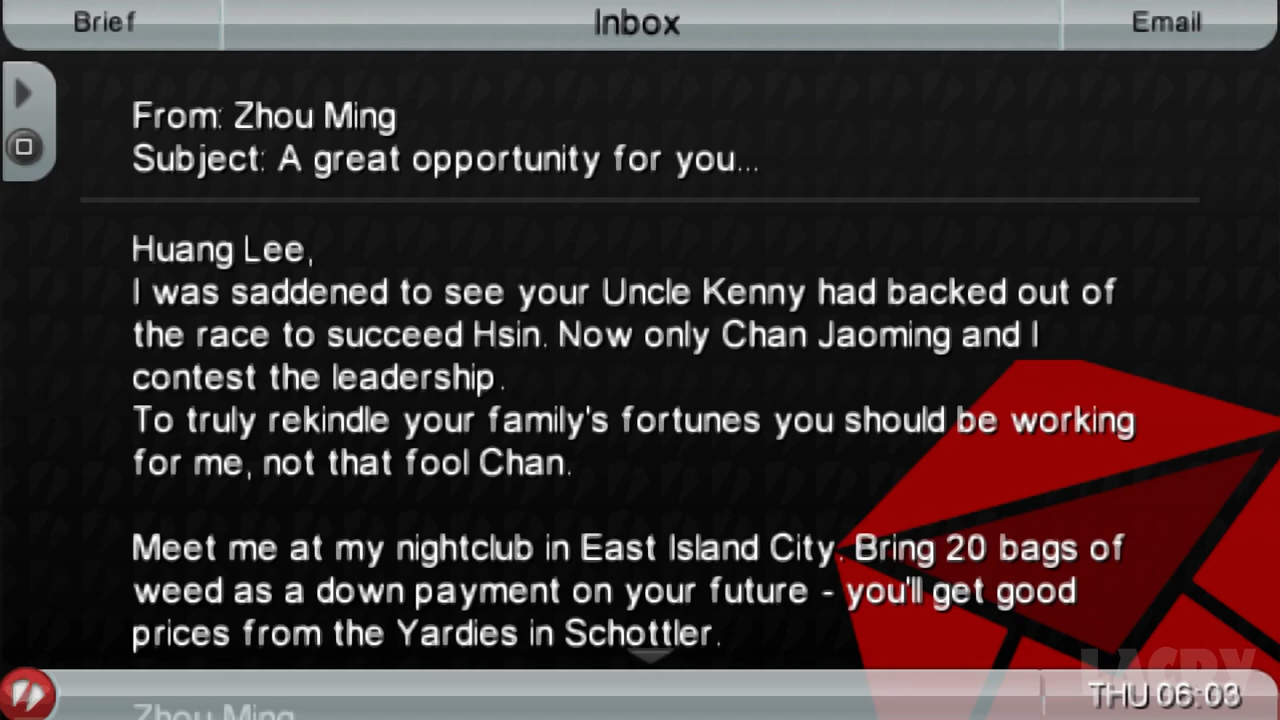 Brief
Inbox
Email
From: Zhou Ming
Subject: A great opportunity for you...
Huang Lee,
I was saddened to see your Uncle Kenny had backed out of
the race to succeed Hsin. Now only Chan Jaoming and I
contest the leadership.
To truly rekindle your family's fortunes you should be working
for me, not that fool Chan.
Meet me at my nightclub in East Island City. Bring 20 bags of
weed as a down payment on your future - you'll get good
prices from the Yardies in Schottler.
Zhou Ming
THU 06:03